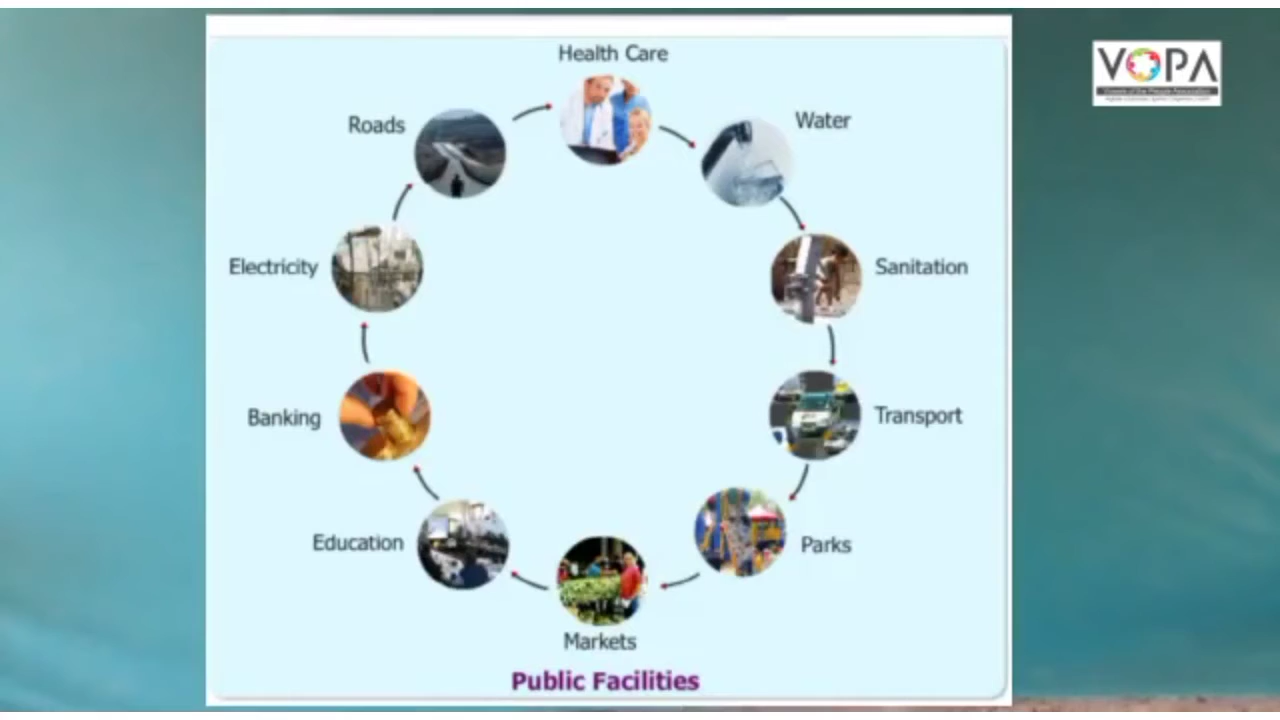 Health Care
Water
Sanitation
Transport
Parks
Markets
Education
Banking
Electricity
Roads
Public Facilities
VOPA